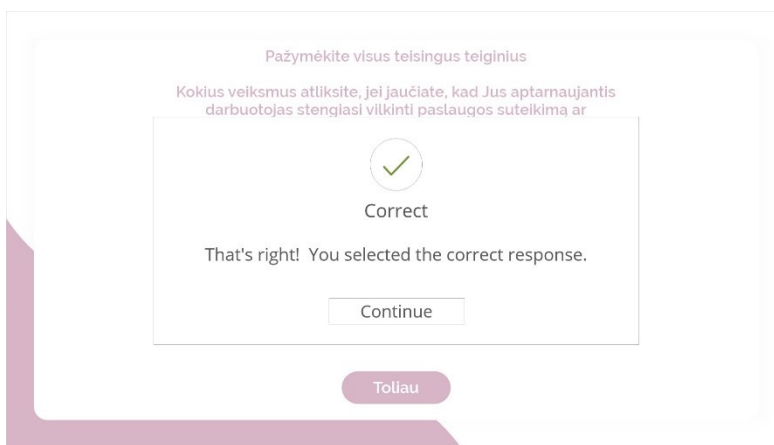 Pažymėkite visus teisingus teiginius
Kokius veiksmus atliksite, jei jaučiate, kad Jus aptarnaujantis
darbuotojas stengiasi vilkinti paslaugos suteikimą ar
Correct
That's right! You selected the correct response.
Continue
Toliau